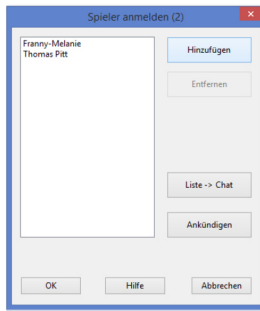 Spieler anmelden (2)
Franny-Melanie
Thomas Pitt
Hinzufügen
Entfernen
Liste -> Chat
Ankündigen
OK
Hilfe
Abbrechen